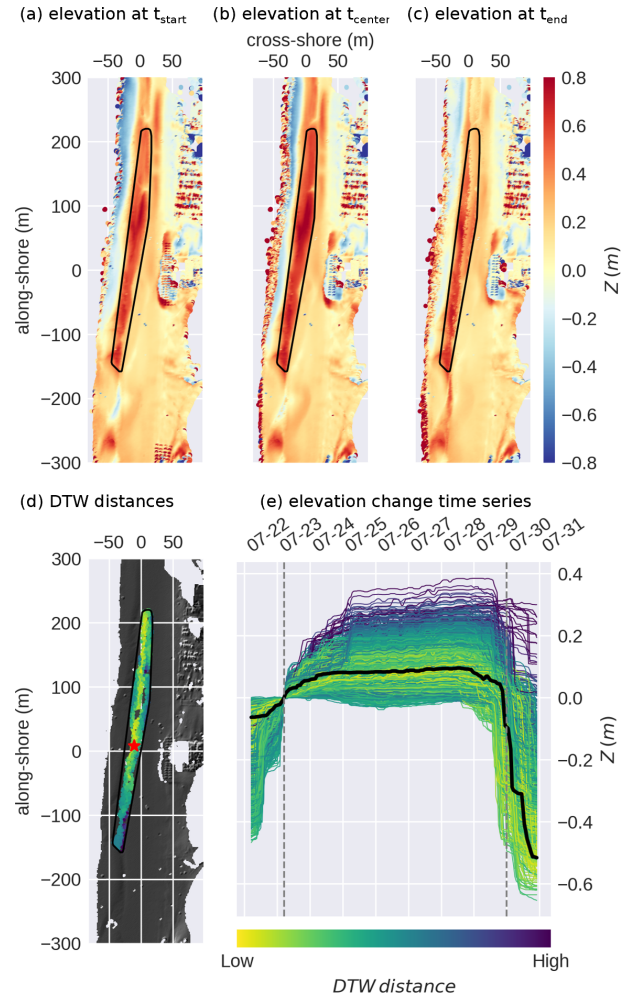 (a) elevation at tstart
(b) elevation at tcenter
(c) elevation at tend
cross-shore (m)
−50 0 50
−50 0 50
−50 0 50
300
200
100
0
−100
−200
−300
along-shore (m)
0.8
0.6
0.4
0.2
0.0
−0.2
−0.4
−0.6
−0.8
Z (m)
(d) DTW distances
(e) elevation change time series
−50 0 50
07-22
07-23
07-24
07-25
07-26
07-27
07-28
07-29
07-30
07-31
300
200
100
0
−100
−200
−300
along-shore (m)
0.4
0.2
0.0
−0.2
−0.4
−0.6
Z (m)
Low
High
DTW distance